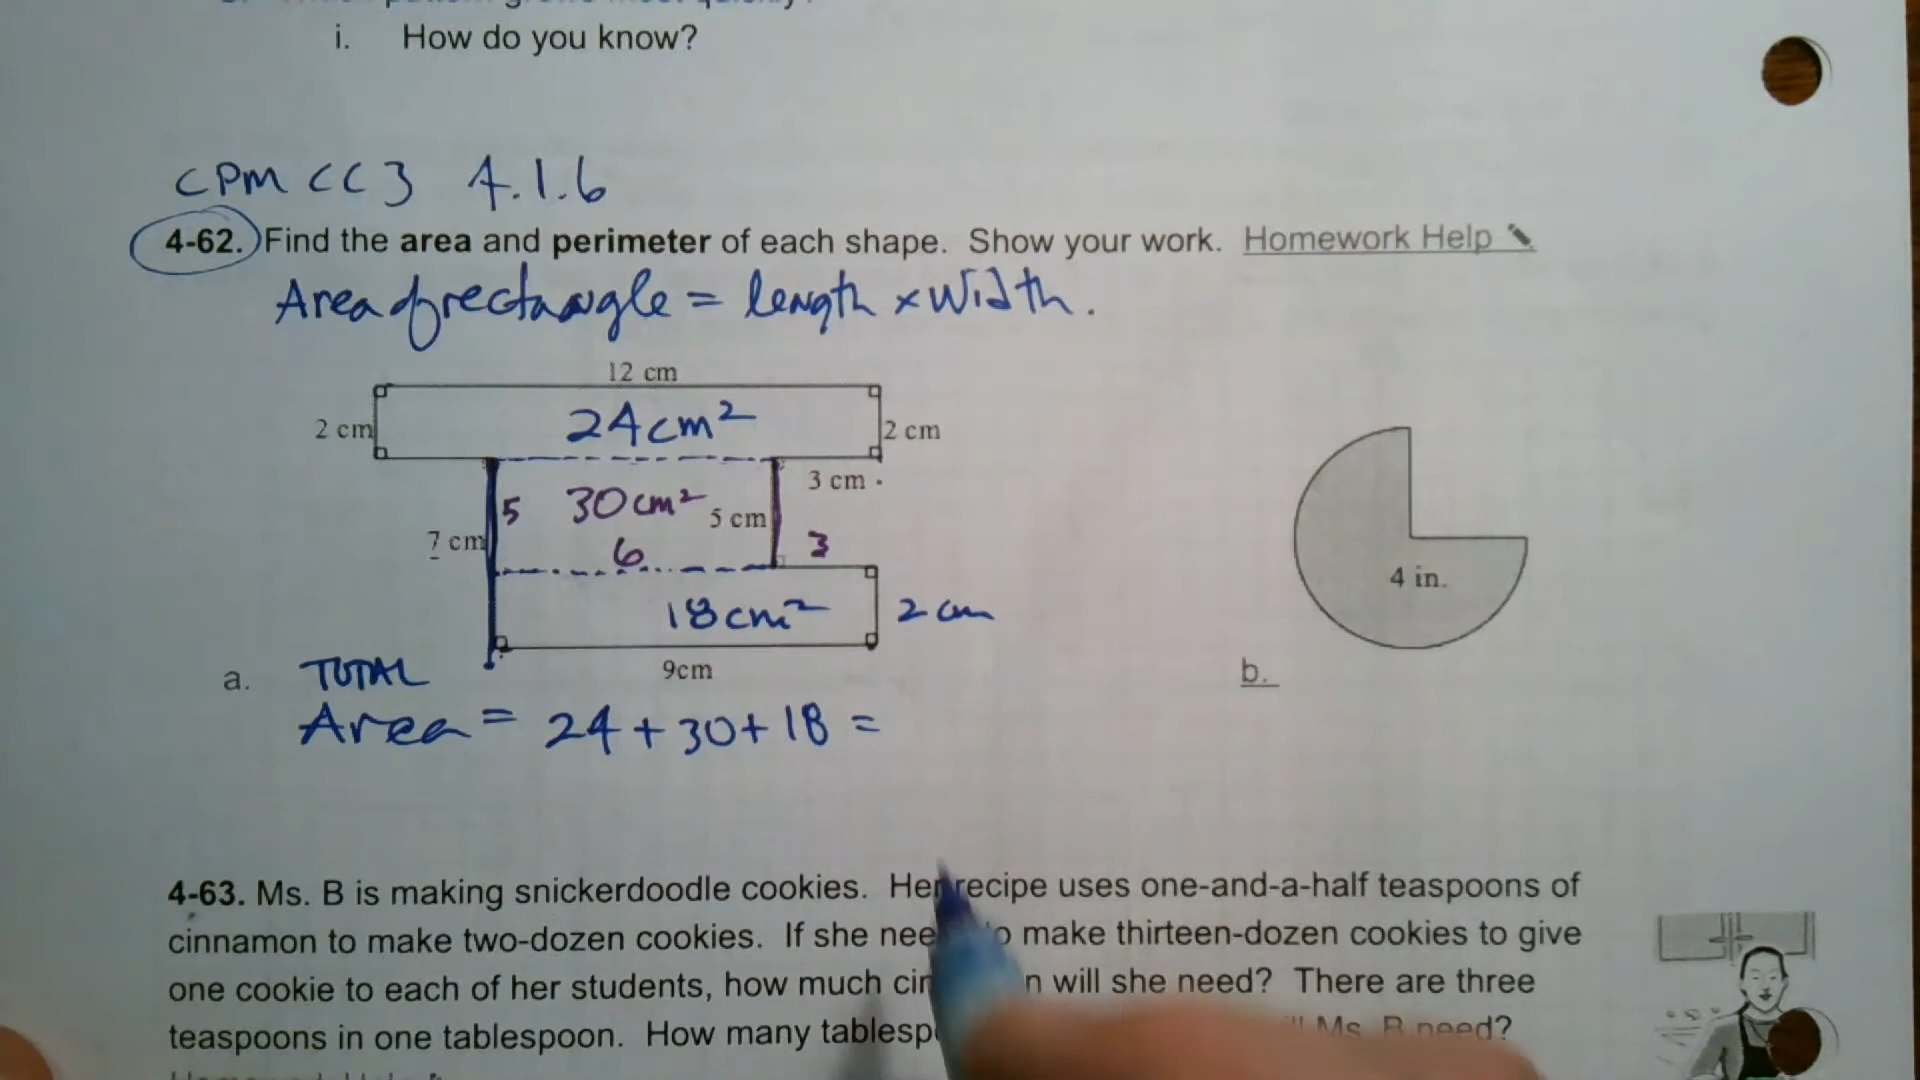 i. How do you know?
CPM CC3 4.1.6
4-62. Find the area and perimeter of each shape. Show your work. Homework Help
Area of rectaangle = length x Width.
12 cm
2 cm
24cm²
2 cm
3 cm
5
30cm²
5 cm
7 cm
6
3
18cm²
2 cm
9cm
4 in.
a.
b.
TOTAL
Area = 24 + 30 + 18 =
4-63. Ms. B is making snickerdoodle cookies. Her recipe uses one-and-a-half teaspoons of
cinnamon to make two-dozen cookies. If she make thirteen-dozen cookies to give
one cookie to each of her students, how much will she need? There are three
teaspoons in one tablespoon. How many Ms. B need?